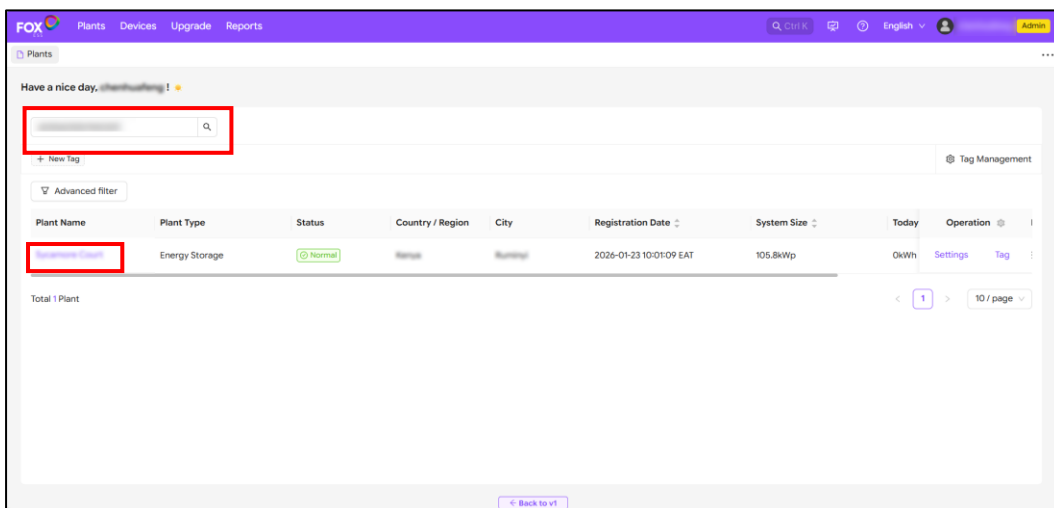 FOX ESS Plants Devices Upgrade Reports Ctrl K English Admin
Plants
Have a nice day, !
+ New Tag Tag Management
Advanced filter
Plant Name Plant Type Status Country / Region City Registration Date System Size Today Operation
Energy Storage Normal 2026-01-23 10:01:09 EAT 105.8kWp 0kWh Settings Tag
Total 1 Plant < 1 > 10 / page
← Back to v1